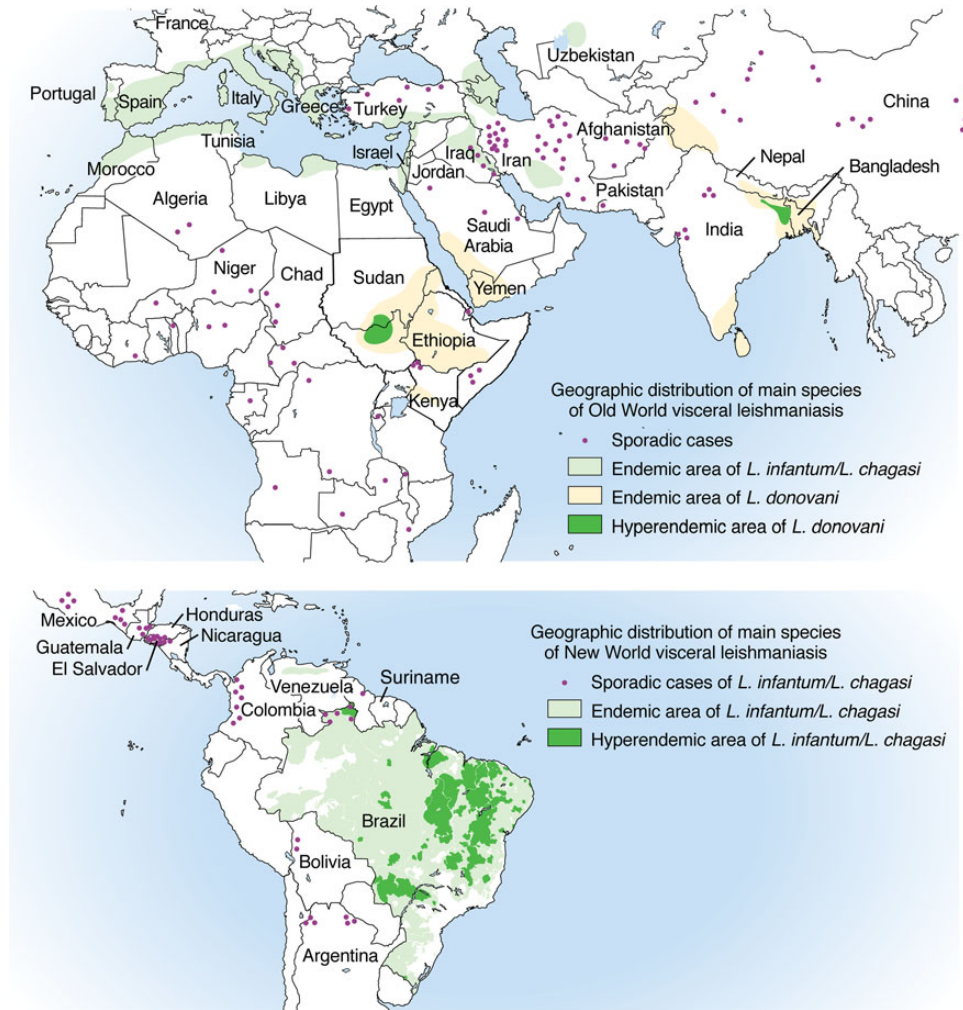 France
Uzbekistan
Portugal
Spain
Italy
Greece
Turkey
China
Tunisia
Afghanistan
Israel
Iraq
Iran
Nepal
Morocco
Jordan
Bangladesh
Pakistan
Algeria
Libya
Egypt
India
Saudi
Arabia
Niger
Chad
Sudan
Yemen
Ethiopia
Kenya
Geographic distribution of main species
of Old World visceral leishmaniasis
Sporadic cases
Endemic area of L. infantum/L. chagasi
Endemic area of L. donovani
Hyperendemic area of L. donovani
Mexico
Honduras
Guatemala
Nicaragua
El Salvador
Venezuela
Suriname
Colombia
Brazil
Bolivia
Argentina
Geographic distribution of main species
of New World visceral leishmaniasis
Sporadic cases of L. infantum/L. chagasi
Endemic area of L. infantum/L. chagasi
Hyperendemic area of L. infantum/L. chagasi